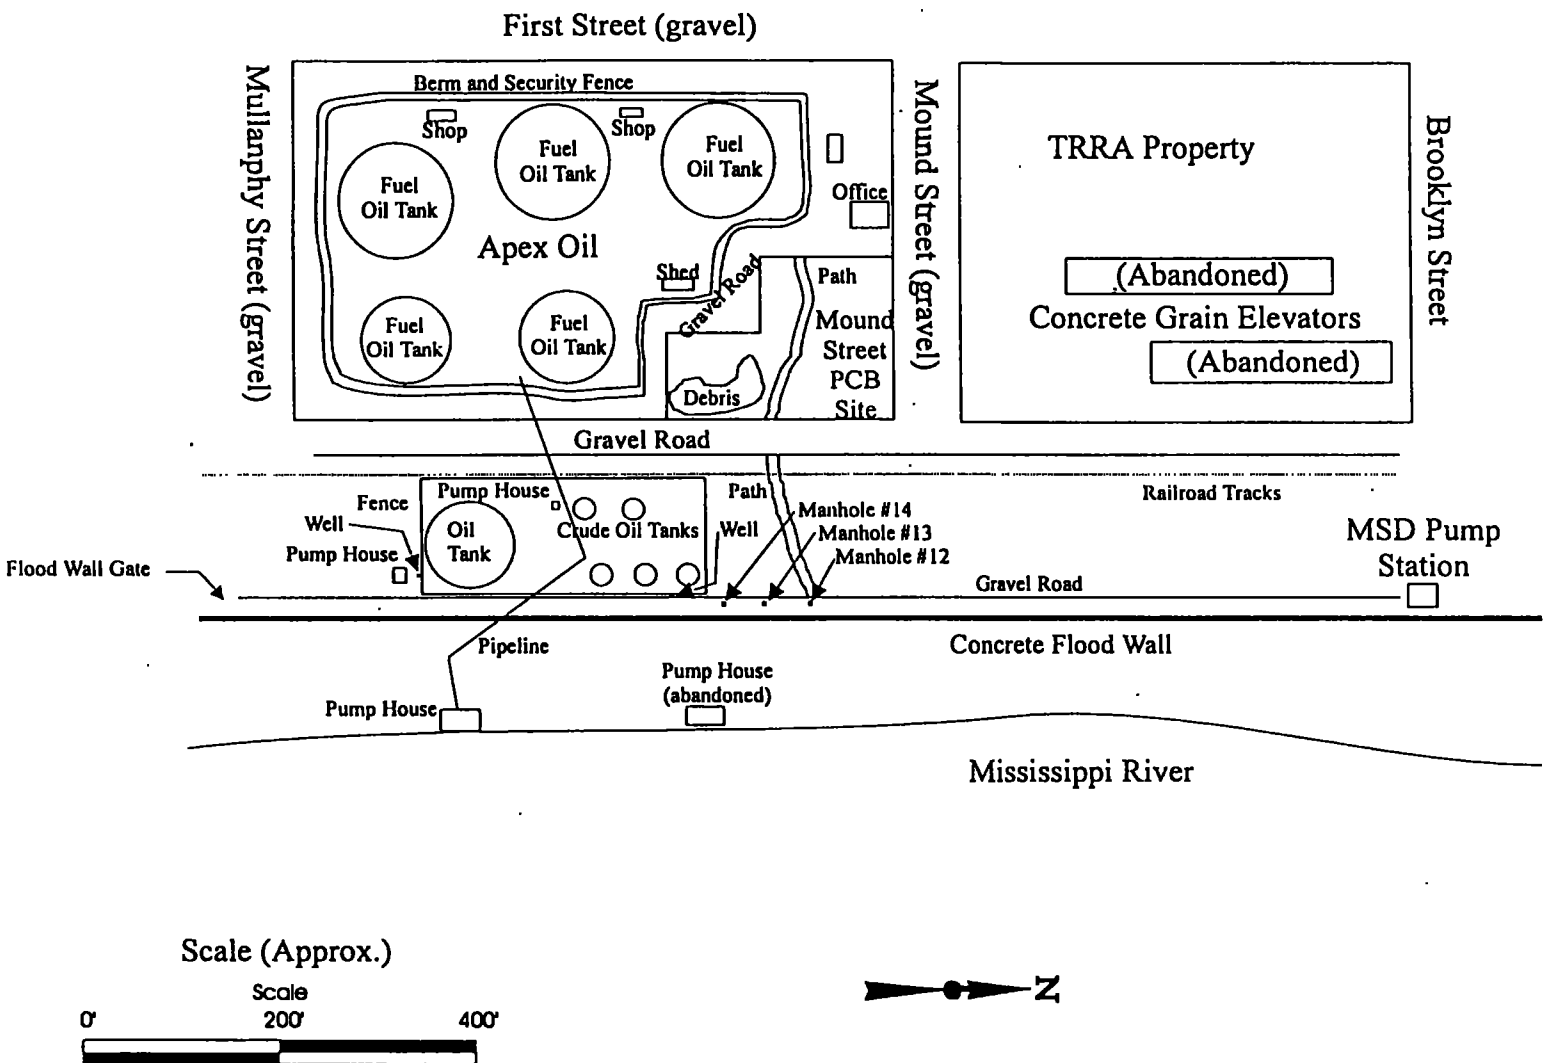 First Street (gravel)
Mullanphy Street (gravel)
Berm and Security Fence
Shop
Shop
Fuel
Oil Tank
Fuel
Oil Tank
Fuel
Oil Tank
Office
Apex Oil
Shed
Gravel Road
Fuel
Oil Tank
Fuel
Oil Tank
Debris
Path
Mound
Street
PCB
Site
Mound Street (gravel)
TRRA Property
(Abandoned)
Concrete Grain Elevators
(Abandoned)
Brooklyn Street
Gravel Road
Railroad Tracks
Fence
Well
Pump House
Flood Wall Gate
Pump House
Oil
Tank
Crude Oil Tanks
Path
Well
Manhole #14
Manhole #13
Manhole #12
Gravel Road
MSD Pump
Station
Concrete Flood Wall
Pipeline
Pump House
Pump House
(abandoned)
Mississippi River
Scale (Approx.)
Scale
0' 200' 400'
N